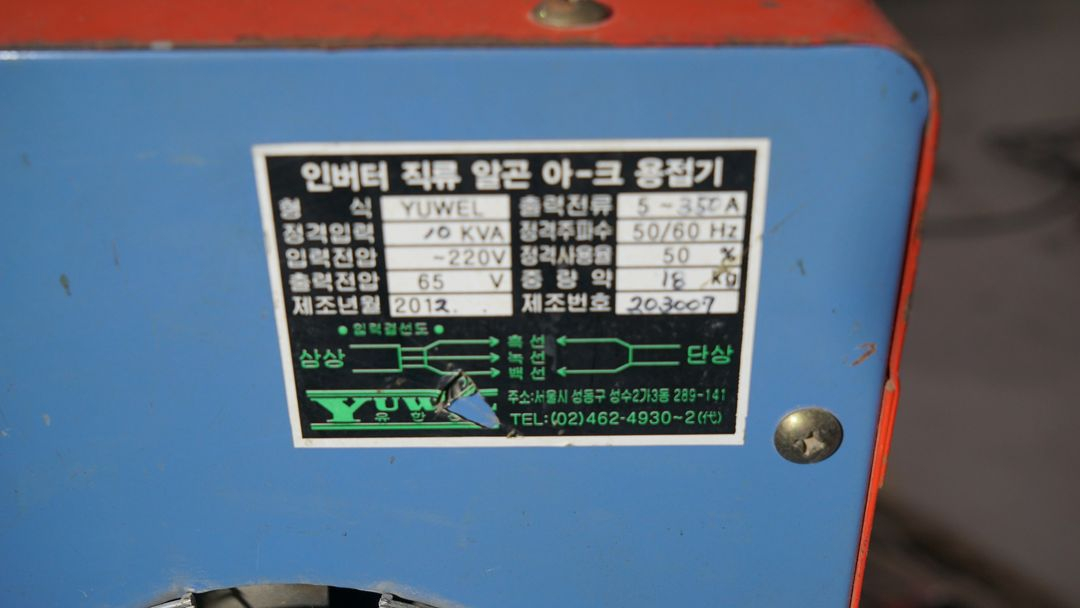 인버터 직류 알곤 아-크 용접기
형 식 YUWEL 출력전류 5~350A
정격입력 10 KVA 정격주파수 50/60 Hz
입력전압 ~220V 정격사용율 50 %
출력전압 65 V 중 량 약 18 kg
제조년월 2012. . 제조번호 203007
● 입력결선도 ●
삼상 흑 선 단상
녹 선
백 선
YUWEL 주소:서울시 성동구 성수2가3동 289-141
유 한 TEL:(02)462-4930~2(代)